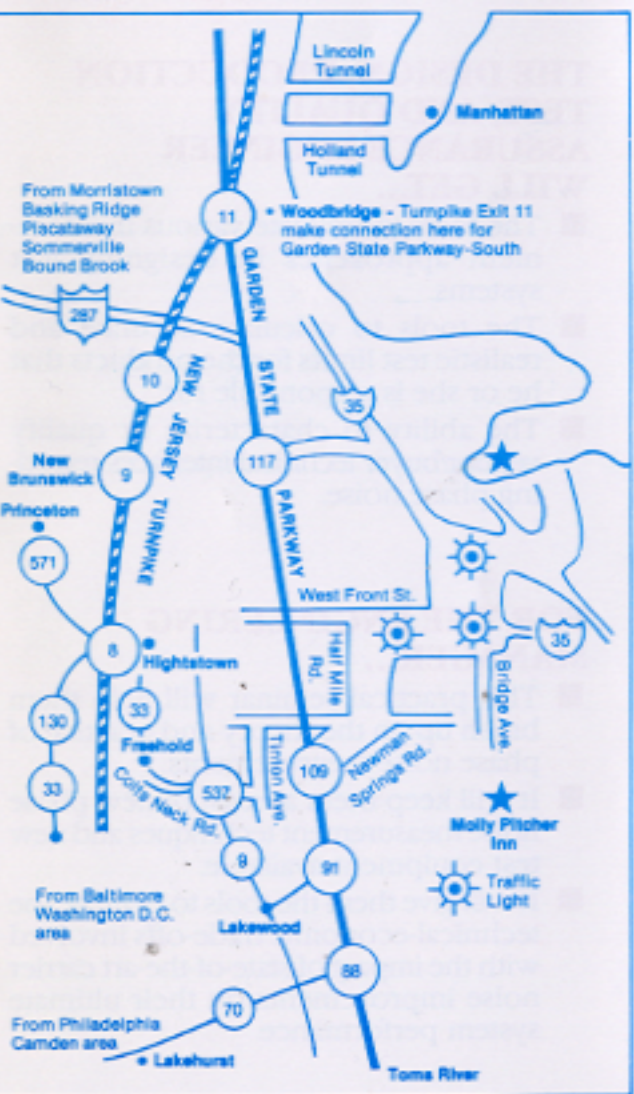 Lincoln
Tunnel
Manhattan
Holland
Tunnel
From Morristown
Basking Ridge
Piscataway
Sommerville
Bound Brook
11
• Woodbridge - Turnpike Exit 11
make connection here for
Garden State Parkway-South
287
GARDEN STATE PARKWAY
10
NEW JERSEY TURNPIKE
35
New
Brunswick
9
117
Princeton
571
West Front St.
8
Hightstown
Half Mile
Rd.
35
Bridge Ave.
130
33
Freehold
33
Colts Neck Rd.
537
Tinton Ave.
109
Newman
Springs Rd.
Molly Pitcher
Inn
9
91
Traffic
Light
From Baltimore
Washington D.C.
area
Lakewood
88
70
From Philadelphia
Camden area
• Lakehurst
Toms River